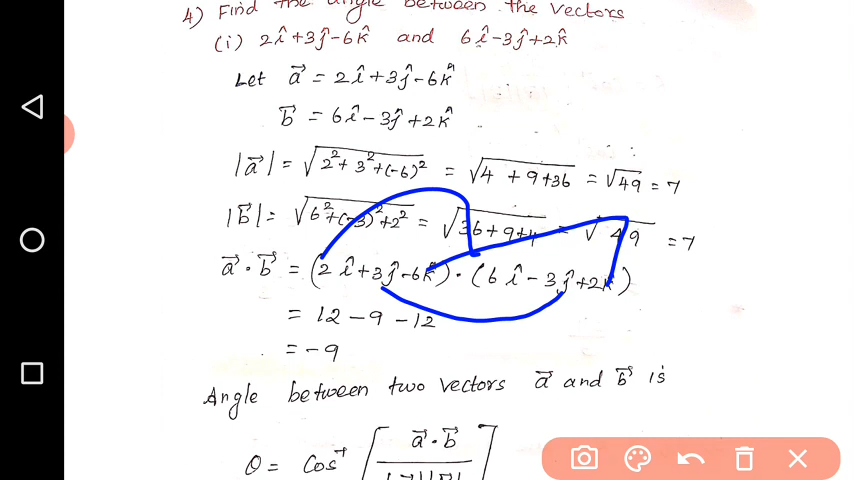 4) Find the angle between the vectors
(i) 2î+3ĵ-6k̂ and 6î-3ĵ+2k̂
Let a⃗ = 2î+3ĵ-6k̂
b⃗ = 6î-3ĵ+2k̂
|a⃗| = √(2²+3²+(-6)²) = √(4+9+36) = √49 = 7
|b⃗| = √(6²+(-3)²+2²) = √(36+9+4) = √49 = 7
a⃗·b⃗ = (2î+3ĵ-6k̂)·(6î-3ĵ+2k̂)
= 12-9-12
= -9
Angle between two vectors a⃗ and b⃗ is
θ = Cos⁻¹ [a⃗·b⃗ / |a⃗||b⃗|]